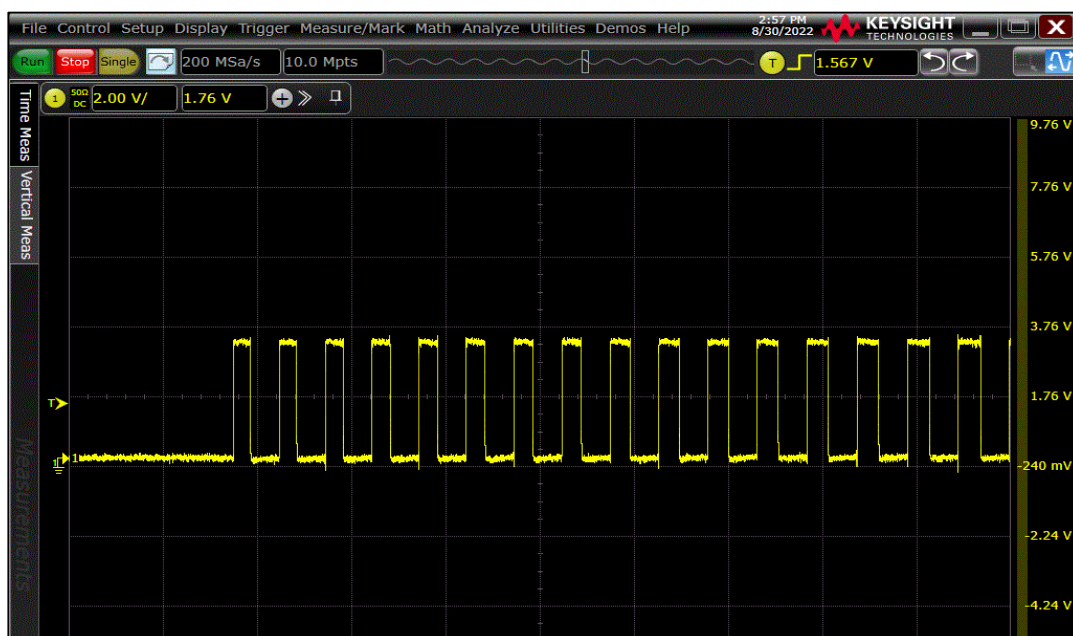 File Control Setup Display Trigger Measure/Mark Math Analyze Utilities Demos Help
2:57 PM
8/30/2022
KEYSIGHT
TECHNOLOGIES
X
Run Stop Single 200 MSa/s 10.0 Mpts T 1.567 V
1 50Ω DC 2.00 V/ 1.76 V
Time Meas
Vertical Meas
Measurements
9.76 V
7.76 V
5.76 V
3.76 V
T 1.76 V
1 1
-240 mV
-2.24 V
-4.24 V